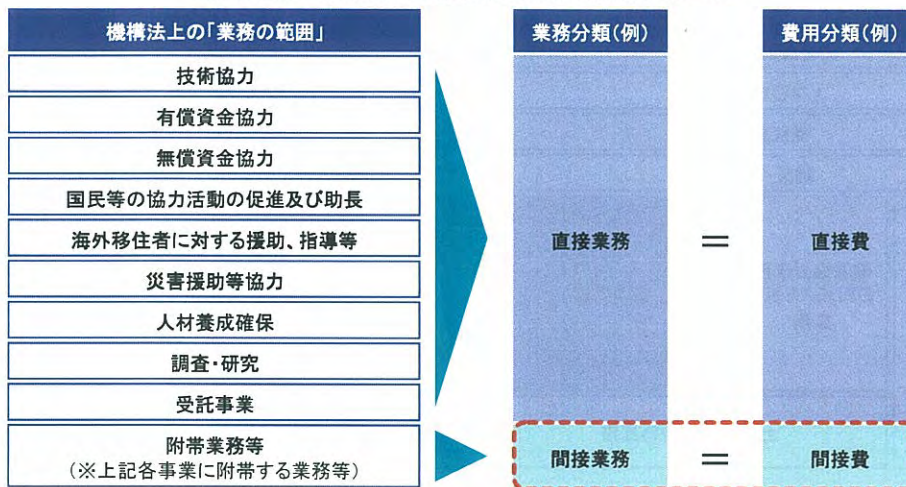 機構法上の「業務の範囲」
業務分類(例)
費用分類(例)
技術協力
有償資金協力
無償資金協力
国民等の協力活動の促進及び助長
海外移住者に対する援助、指導等
災害援助等協力
人材養成確保
調査・研究
受託事業
附帯業務等
(※上記各事業に附帯する業務等)
直接業務 = 直接費
間接業務 = 間接費